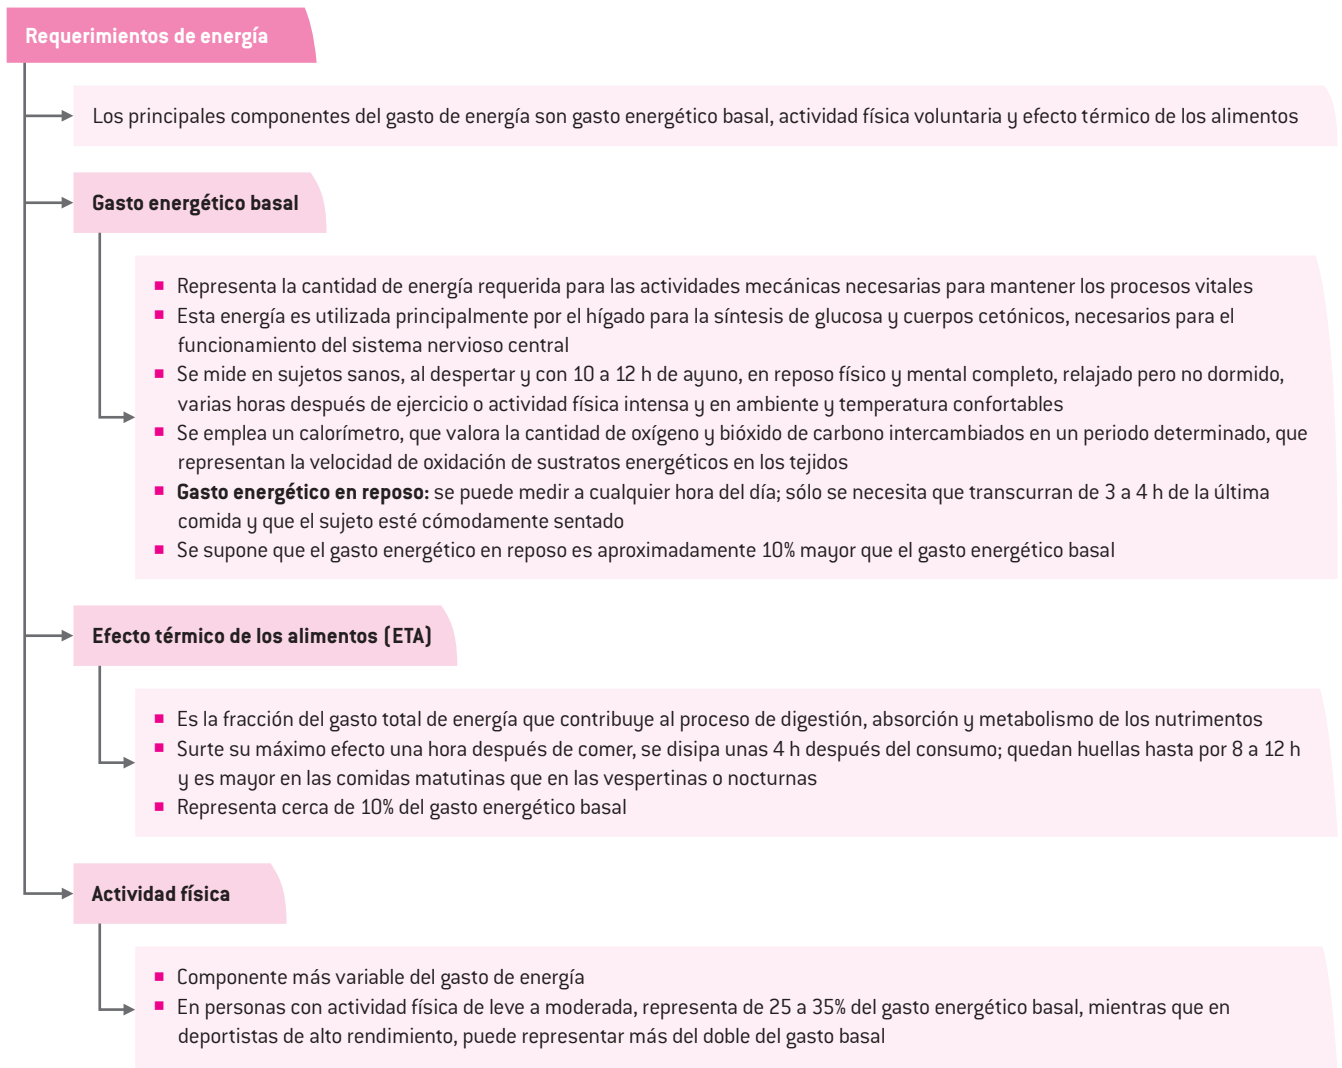 Requerimientos de energía
Los principales componentes del gasto de energía son gasto energético basal, actividad física voluntaria y efecto térmico de los alimentos
Gasto energético basal
▪ Representa la cantidad de energía requerida para las actividades mecánicas necesarias para mantener los procesos vitales
▪ Esta energía es utilizada principalmente por el hígado para la síntesis de glucosa y cuerpos cetónicos, necesarios para el
funcionamiento del sistema nervioso central
▪ Se mide en sujetos sanos, al despertar y con 10 a 12 h de ayuno, en reposo físico y mental completo, relajado pero no dormido,
varias horas después de ejercicio o actividad física intensa y en ambiente y temperatura confortables
▪ Se emplea un calorímetro, que valora la cantidad de oxígeno y bióxido de carbono intercambiados en un periodo determinado, que
representan la velocidad de oxidación de sustratos energéticos en los tejidos
▪ Gasto energético en reposo: se puede medir a cualquier hora del día; sólo se necesita que transcurran de 3 a 4 h de la última
comida y que el sujeto esté cómodamente sentado
▪ Se supone que el gasto energético en reposo es aproximadamente 10% mayor que el gasto energético basal
Efecto térmico de los alimentos (ETA)
▪ Es la fracción del gasto total de energía que contribuye al proceso de digestión, absorción y metabolismo de los nutrimentos
▪ Surte su máximo efecto una hora después de comer, se disipa unas 4 h después del consumo; quedan huellas hasta por 8 a 12 h
y es mayor en las comidas matutinas que en las vespertinas o nocturnas
▪ Representa cerca de 10% del gasto energético basal
Actividad física
▪ Componente más variable del gasto de energía
▪ En personas con actividad física de leve a moderada, representa de 25 a 35% del gasto energético basal, mientras que en
deportistas de alto rendimiento, puede representar más del doble del gasto basal